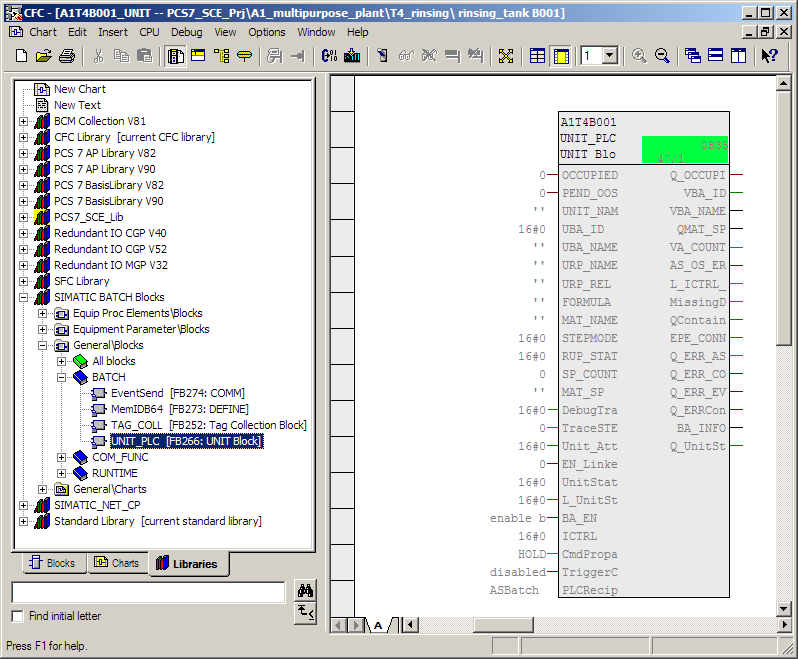 CFC - [A1T4B001_UNIT -- PCS7_SCE_Prj\A1_multipurpose_plant\T4_rinsing\ rinsing_tank B001]
Chart Edit Insert CPU Debug View Options Window Help
1
New Chart
New Text
BCM Collection V81
CFC Library [current CFC library]
PCS 7 AP Library V82
PCS 7 AP Library V90
PCS 7 BasisLibrary V82
PCS 7 BasisLibrary V90
PCS7_SCE_Lib
Redundant IO CGP V40
Redundant IO CGP V52
Redundant IO MGP V32
SFC Library
SIMATIC BATCH Blocks
Equip Proc Elements\Blocks
Equipment Parameter\Blocks
General\Blocks
All blocks
BATCH
EventSend [FB274: COMM]
MemIDB64 [FB273: DEFINE]
TAG_COLL [FB252: Tag Collection Block]
UNIT_PLC [FB266: UNIT Block]
COM_FUNC
RUNTIME
General\Charts
SIMATIC_NET_CP
Standard Library [current standard library]
Blocks Charts Libraries
Find initial letter
Press F1 for help.
A1T4B001
UNIT_PLC OB35
UNIT Blo 47/1
0 OCCUPIED Q_OCCUPI
0 PEND_OOS VBA_ID
'' UNIT_NAM VBA_NAME
16#0 UBA_ID QMAT_SP
'' UBA_NAME VA_COUNT
'' URP_NAME AS_OS_ER
'' URP_REL L_ICTRL_
'' FORMULA MissingD
'' MAT_NAME QContain
16#0 STEPMODE EPE_CONN
16#0 RUP_STAT Q_ERR_AS
0 SP_COUNT Q_ERR_CO
'' MAT_SP Q_ERR_EV
16#0 DebugTra Q_ERRCon
0 TraceSTE BA_INFO
16#0 Unit_Att Q_UnitSt
0 EN_Linke
16#0 UnitStat
16#0 L_UnitSt
enable b BA_EN
16#0 ICTRL
HOLD CmdPropa
disabled TriggerC
ASBatch PLCRecip
A